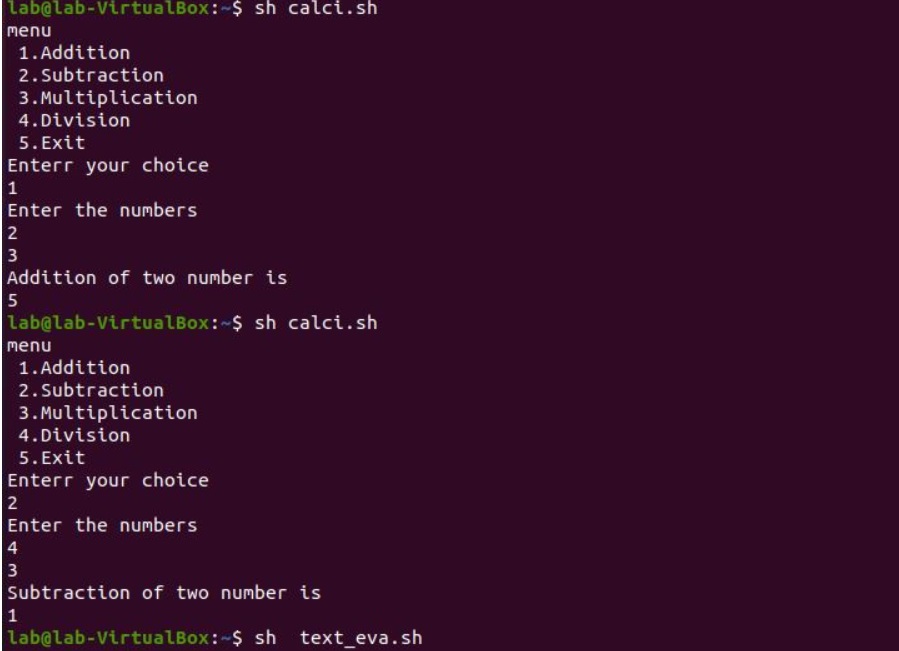 lab@lab-VirtualBox:~$ sh calci.sh
menu
 1.Addition
 2.Subtraction
 3.Multiplication
 4.Division
 5.Exit
Enterr your choice
1
Enter the numbers
2
3
Addition of two number is
5
lab@lab-VirtualBox:~$ sh calci.sh
menu
 1.Addition
 2.Subtraction
 3.Multiplication
 4.Division
 5.Exit
Enterr your choice
2
Enter the numbers
4
3
Subtraction of two number is
1
lab@lab-VirtualBox:~$ sh  text_eva.sh